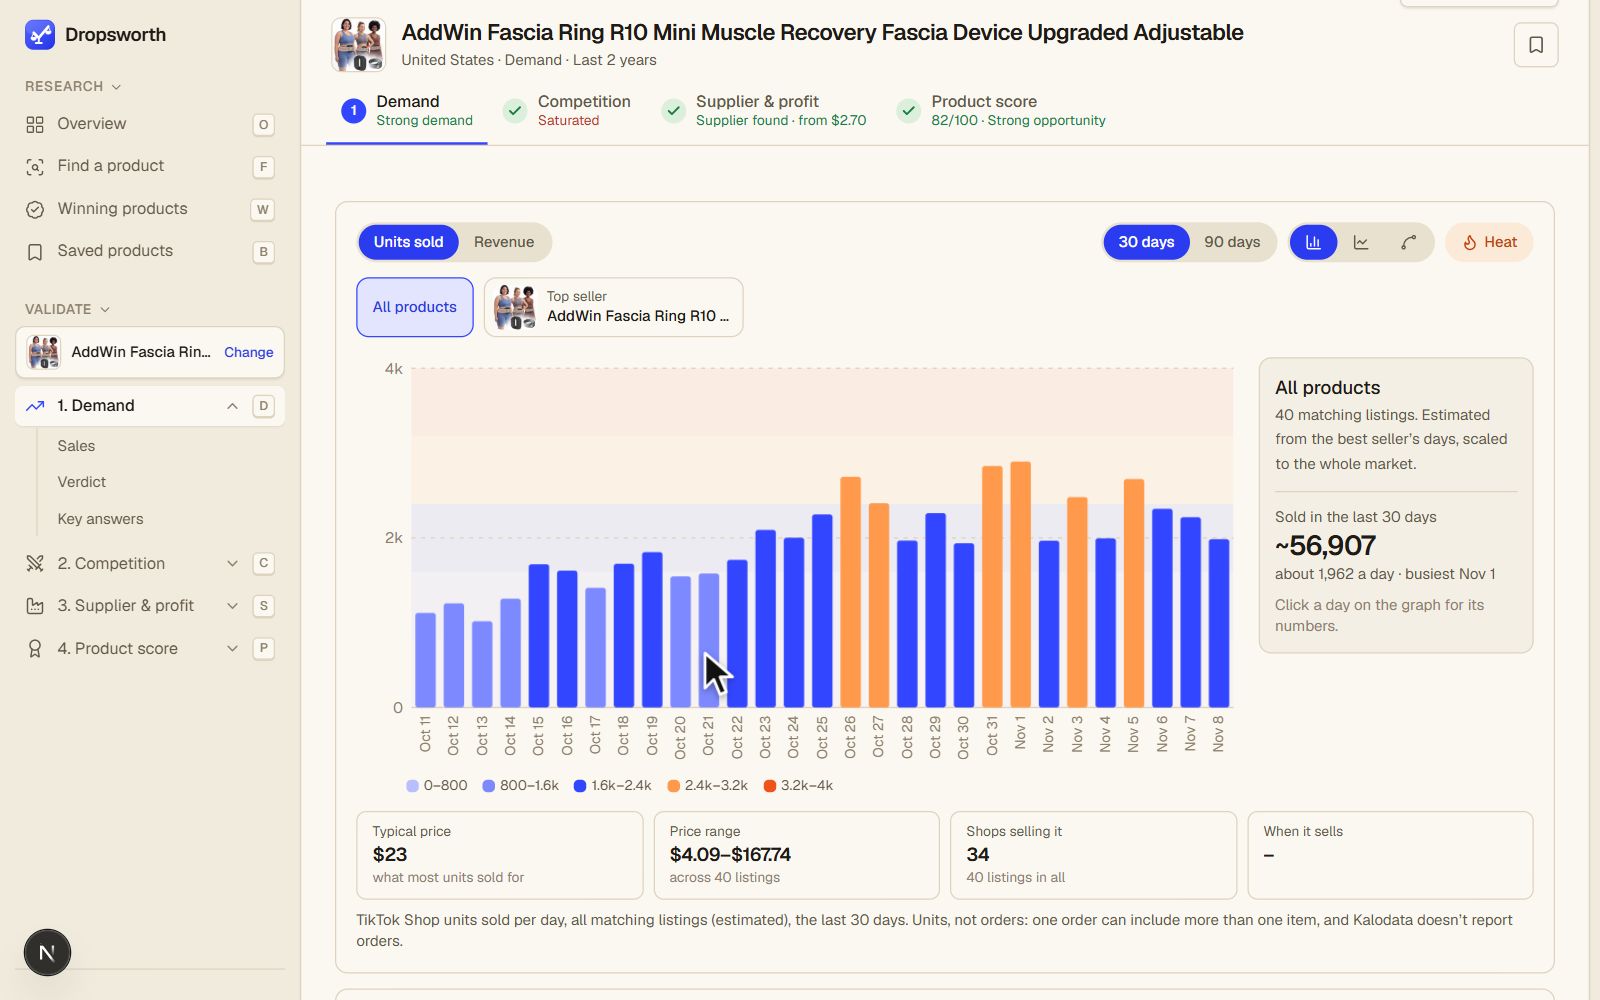 Dropsworth
RESEARCH
Overview
O
Find a product
F
Winning products
W
Saved products
B
VALIDATE
AddWin Fascia Rin...
Change
1. Demand
D
Sales
Verdict
Key answers
2. Competition
C
3. Supplier & profit
S
4. Product score
P
N
AddWin Fascia Ring R10 Mini Muscle Recovery Fascia Device Upgraded Adjustable
United States · Demand · Last 2 years
1
Demand
Strong demand
Competition
Saturated
Supplier & profit
Supplier found · from $2.70
Product score
82/100 · Strong opportunity
Units sold
Revenue
30 days
90 days
Heat
All products
Top seller
AddWin Fascia Ring R10 ...
4k
2k
0
Oct 11
Oct 12
Oct 13
Oct 14
Oct 15
Oct 16
Oct 17
Oct 18
Oct 19
Oct 20
Oct 21
Oct 22
Oct 23
Oct 24
Oct 25
Oct 26
Oct 27
Oct 28
Oct 29
Oct 30
Oct 31
Nov 1
Nov 2
Nov 3
Nov 4
Nov 5
Nov 6
Nov 7
Nov 8
0–800
800–1.6k
1.6k–2.4k
2.4k–3.2k
3.2k–4k
All products
40 matching listings. Estimated
from the best seller's days, scaled
to the whole market.
Sold in the last 30 days
~56,907
about 1,962 a day · busiest Nov 1
Click a day on the graph for its
numbers.
Typical price
$23
what most units sold for
Price range
$4.09–$167.74
across 40 listings
Shops selling it
34
40 listings in all
When it sells
–
TikTok Shop units sold per day, all matching listings (estimated), the last 30 days. Units, not orders: one order can include more than one item, and Kalodata doesn't report
orders.